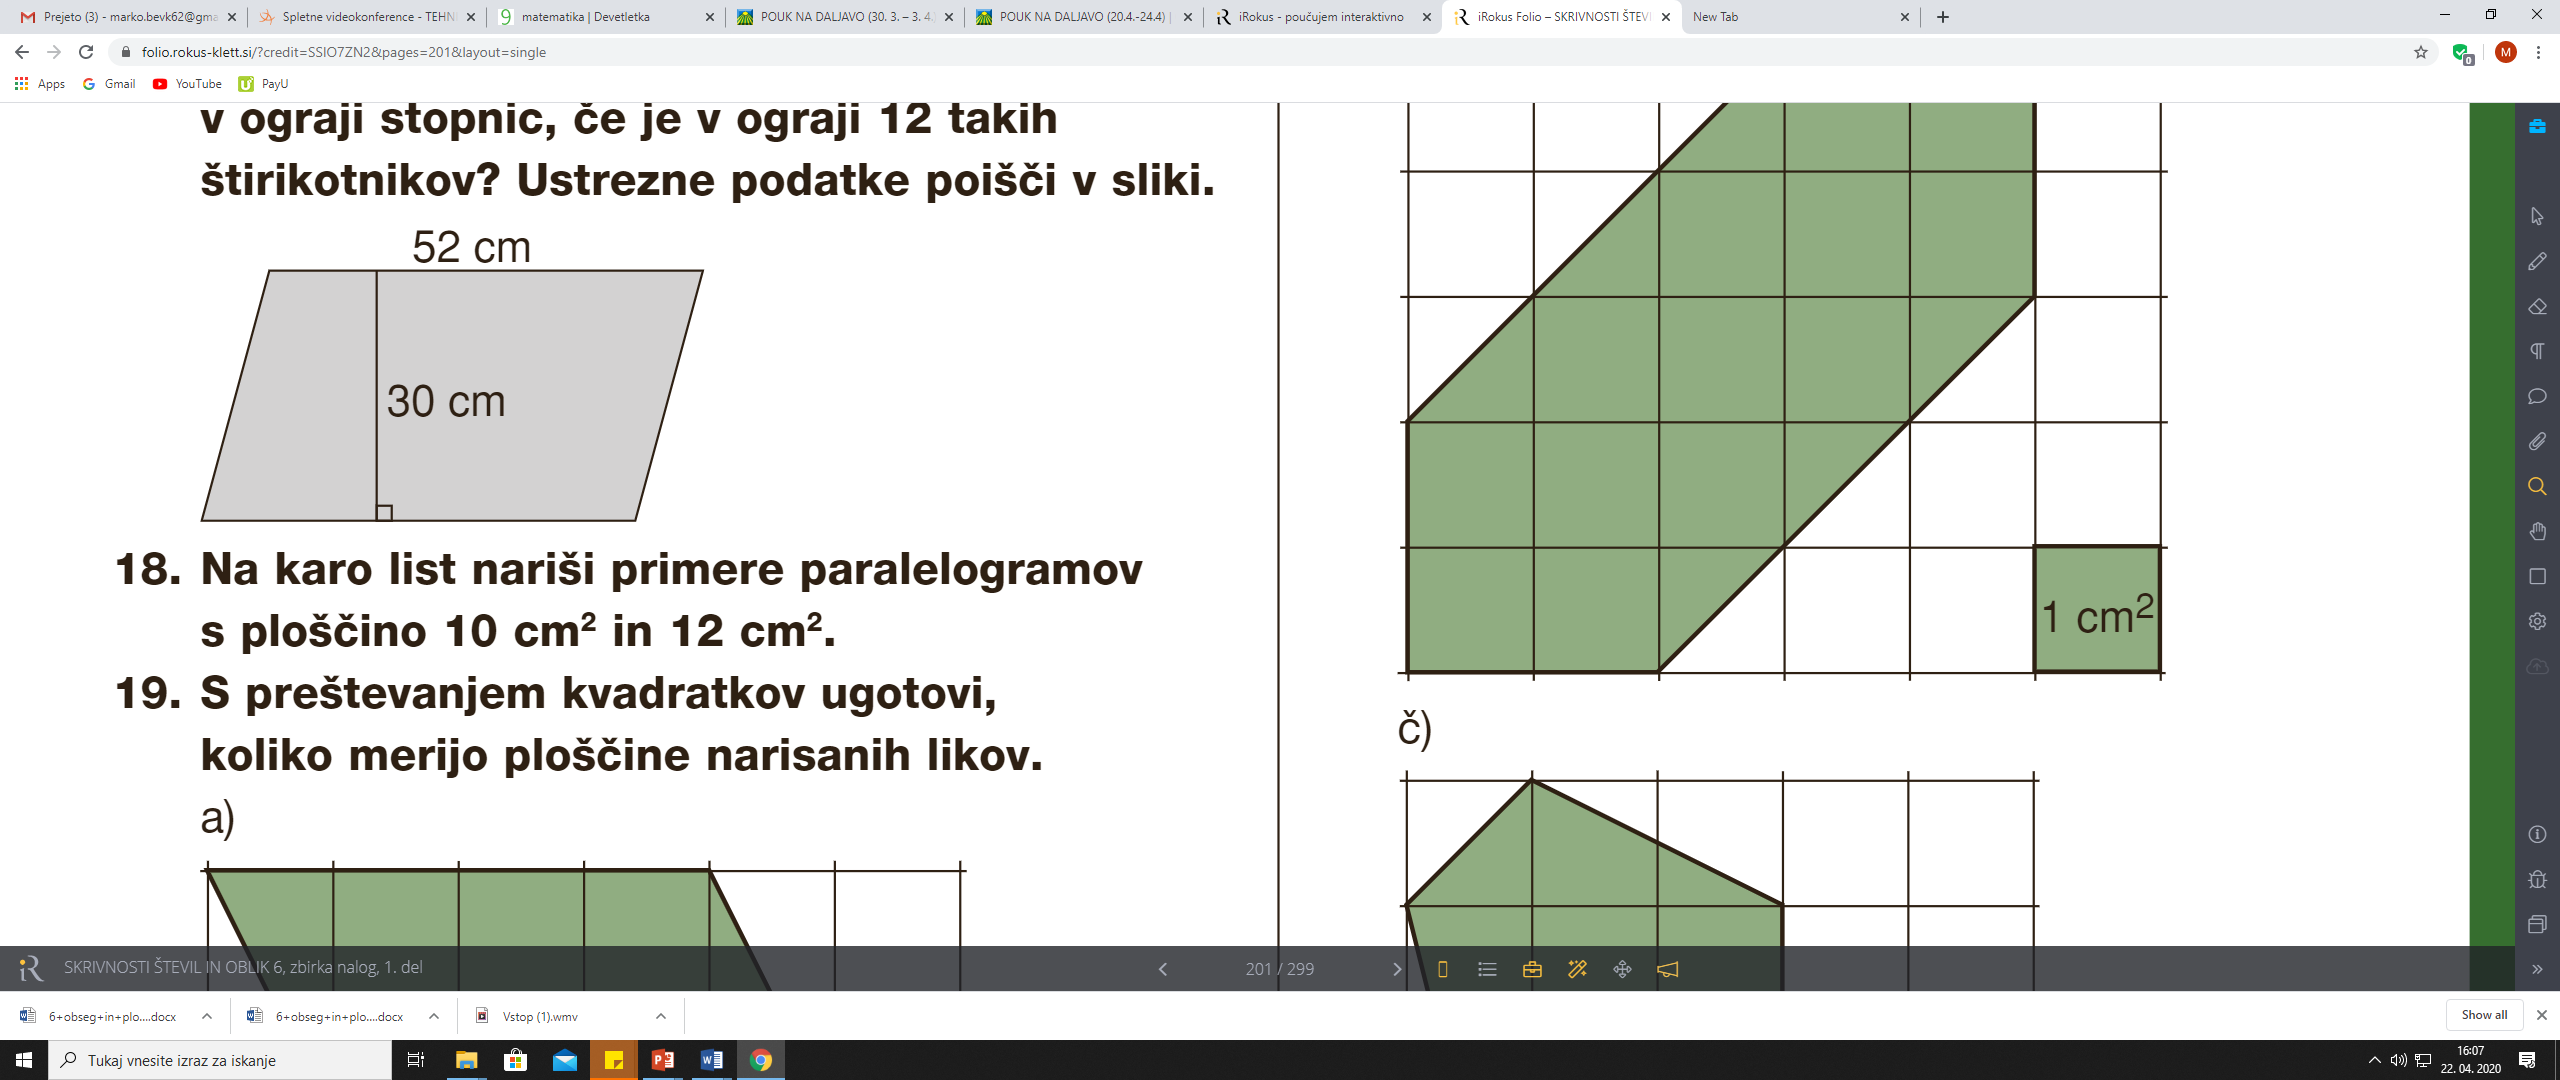 Prejeto (3) - marko.bevk62@gma
Spletne videokonference - TEHN
matematika | Devetletka
POUK NA DALJAVO (30. 3. – 3. 4.
POUK NA DALJAVO (20.4.-24.4) |
iRokus - poučujem interaktivno
iRokus Folio – SKRIVNOSTI ŠTEVI
New Tab
folio.rokus-klett.si/?credit=SSIO7ZN2&pages=201&layout=single
Apps
Gmail
YouTube
PayU
v ograji stopnic, če je v ograji 12 takih
štirikotnikov? Ustrezne podatke poišči v sliki.
52 cm
30 cm
18. Na karo list nariši primere paralelogramov
s ploščino 10 cm² in 12 cm².
19. S preštevanjem kvadratkov ugotovi,
koliko merijo ploščine narisanih likov.
a)
1 cm²
č)
SKRIVNOSTI ŠTEVIL IN OBLIK 6, zbirka nalog, 1. del
201 / 299
6+obseg+in+plo....docx
6+obseg+in+plo....docx
Vstop (1).wmv
Show all
Tukaj vnesite izraz za iskanje
16:07
22. 04. 2020